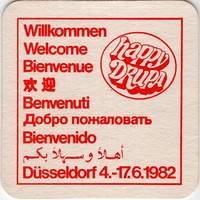 Willkommen
Welcome
Bienvenue
欢迎
Benvenuti
Добро пожаловать
Bienvenido
أهلاً وسهلاً بكم
Düsseldorf 4.-17.6.1982
happy
DRUPA